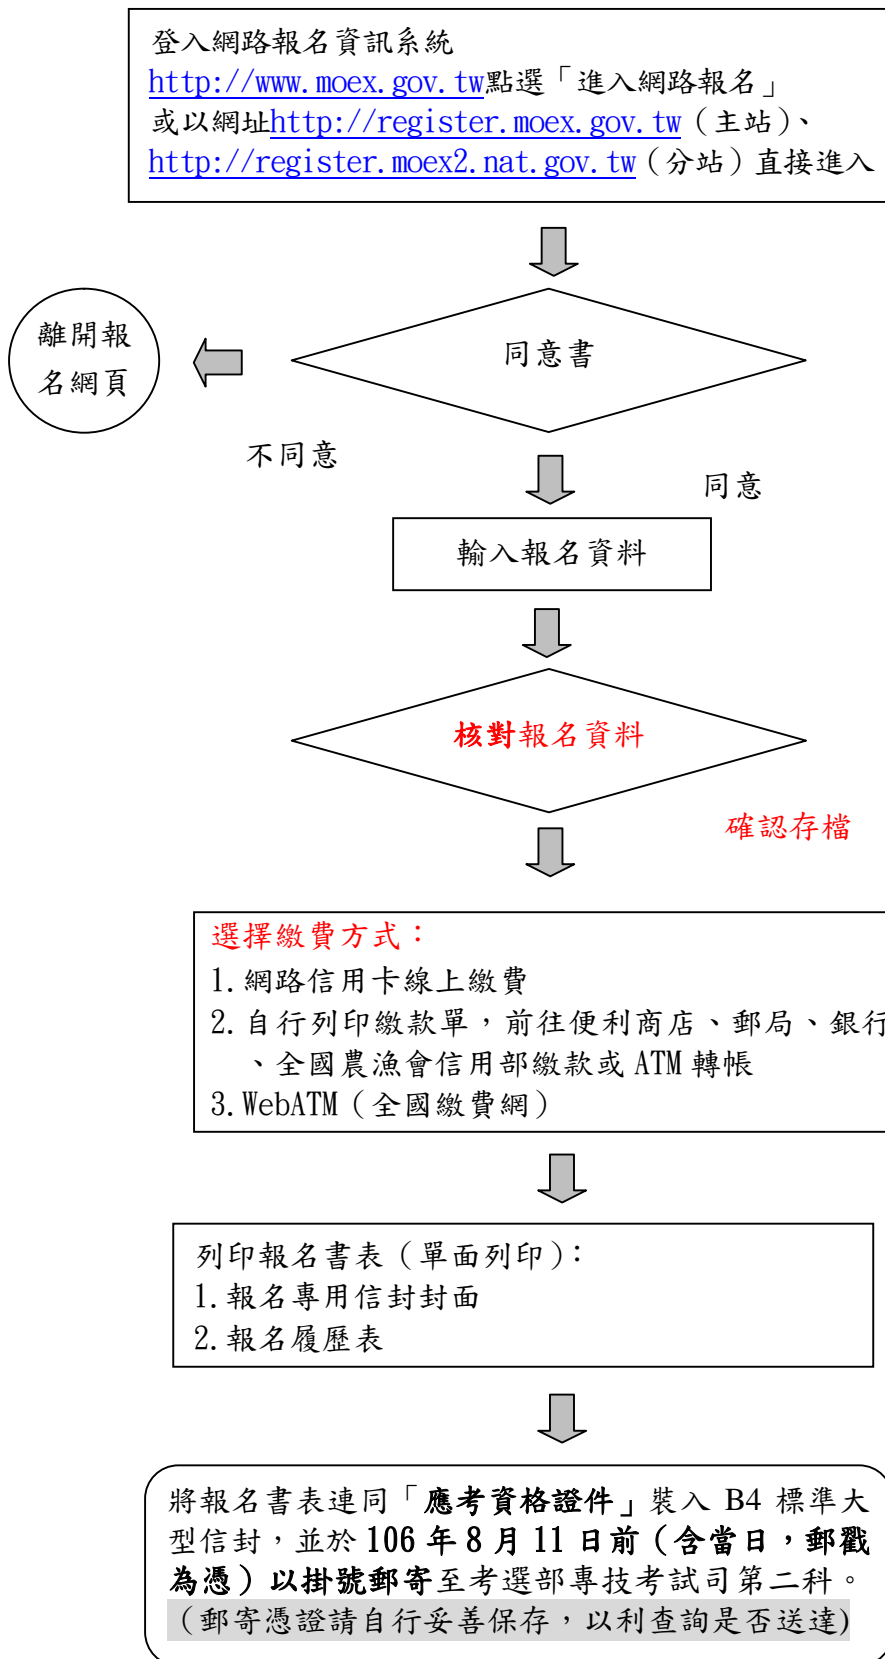 登入網路報名資訊系統
http://www.moex.gov.tw點選「進入網路報名」
或以網址http://register.moex.gov.tw（主站）、
http://register.moex2.nat.gov.tw（分站）直接進入
離開報
名網頁
同意書
不同意
同意
輸入報名資料
核對報名資料
確認存檔
選擇繳費方式：
1.網路信用卡線上繳費
2.自行列印繳款單，前往便利商店、郵局、銀行
、全國農漁會信用部繳款或 ATM 轉帳
3.WebATM（全國繳費網）
列印報名書表（單面列印）：
1.報名專用信封封面
2.報名履歷表
將報名書表連同「應考資格證件」裝入 B4 標準大
型信封，並於 106 年 8 月 11 日前（含當日，郵戳
為憑）以掛號郵寄至考選部專技考試司第二科。
（郵寄憑證請自行妥善保存，以利查詢是否送達)